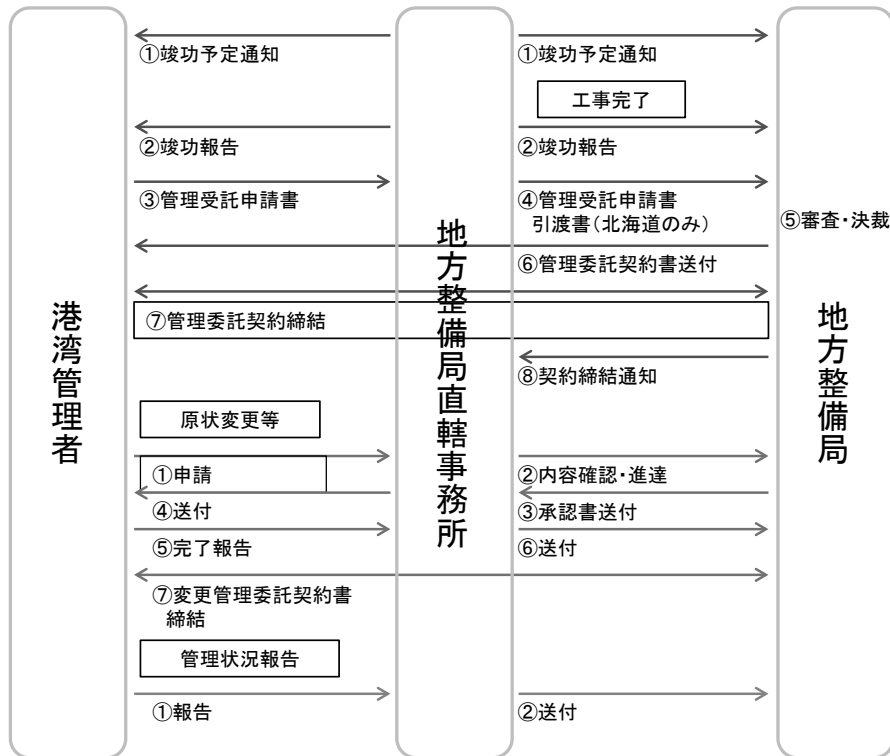 ①竣功予定通知
①竣功予定通知
工事完了
②竣功報告
②竣功報告
③管理受託申請書
④管理受託申請書
引渡書(北海道のみ)
⑤審査・決裁
⑥管理委託契約書送付
⑦管理委託契約締結
⑧契約締結通知
港湾管理者
地方整備局直轄事務所
地方整備局
原状変更等
①申請
②内容確認・進達
④送付
③承認書送付
⑤完了報告
⑥送付
⑦変更管理委託契約書
締結
管理状況報告
①報告
②送付